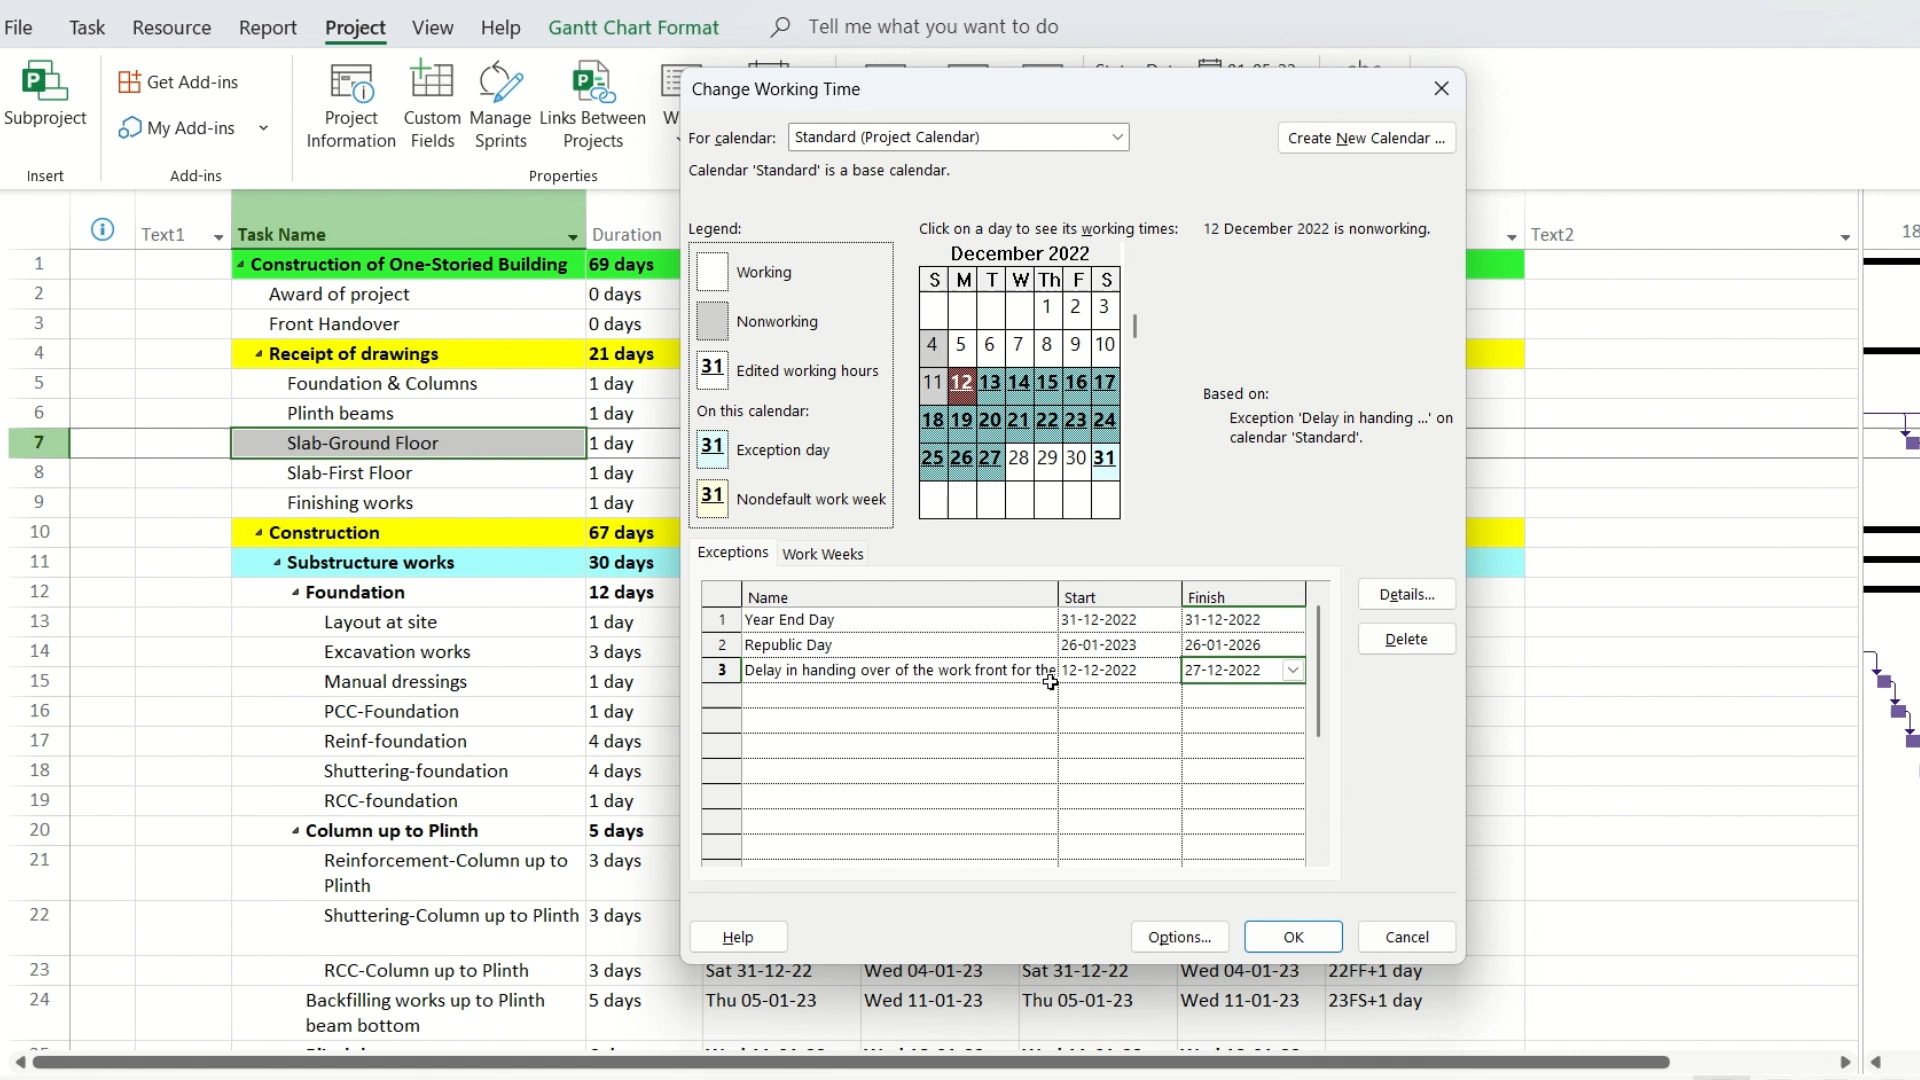 File Task Resource Report Project View Help Gantt Chart Format Tell me what you want to do
Subproject
Get Add-ins
My Add-ins
Project Information
Custom Fields
Manage Sprints
Links Between Projects
W
Insert Add-ins Properties
01-05-23
Change Working Time
For calendar: Standard (Project Calendar) Create New Calendar ...
Calendar 'Standard' is a base calendar.
Legend:
Working
Nonworking
31 Edited working hours
On this calendar:
31 Exception day
31 Nondefault work week
Click on a day to see its working times: 12 December 2022 is nonworking.
December 2022
S M T W Th F S
1 2 3
4 5 6 7 8 9 10
11 12 13 14 15 16 17
18 19 20 21 22 23 24
25 26 27 28 29 30 31
Based on:
Exception 'Delay in handing ...' on
calendar 'Standard'.
Exceptions Work Weeks
Name Start Finish
1 Year End Day 31-12-2022 31-12-2022
2 Republic Day 26-01-2023 26-01-2026
3 Delay in handing over of the work front for the 12-12-2022 27-12-2022
Details...
Delete
Help Options... OK Cancel
Text1 Task Name Duration Text2 18
1 Construction of One-Storied Building 69 days
2 Award of project 0 days
3 Front Handover 0 days
4 Receipt of drawings 21 days
5 Foundation & Columns 1 day
6 Plinth beams 1 day
7 Slab-Ground Floor 1 day
8 Slab-First Floor 1 day
9 Finishing works 1 day
10 Construction 67 days
11 Substructure works 30 days
12 Foundation 12 days
13 Layout at site 1 day
14 Excavation works 3 days
15 Manual dressings 1 day
16 PCC-Foundation 1 day
17 Reinf-foundation 4 days
18 Shuttering-foundation 4 days
19 RCC-foundation 1 day
20 Column up to Plinth 5 days
21 Reinforcement-Column up to 3 days
Plinth
22 Shuttering-Column up to Plinth 3 days
23 RCC-Column up to Plinth 3 days Sat 31-12-22 Wed 04-01-23 Sat 31-12-22 Wed 04-01-23 22FF+1 day
24 Backfilling works up to Plinth 5 days Thu 05-01-23 Wed 11-01-23 Thu 05-01-23 Wed 11-01-23 23FS+1 day
beam bottom